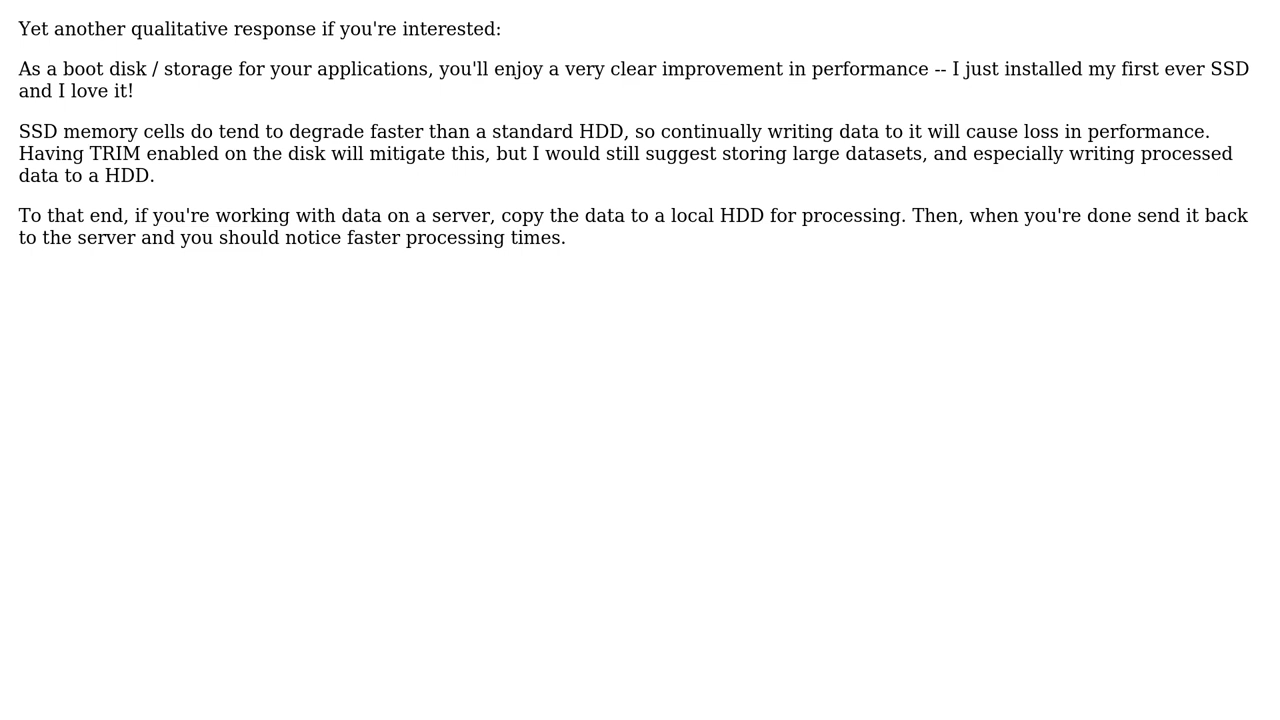 Yet another qualitative response if you're interested:
As a boot disk / storage for your applications, you'll enjoy a very clear improvement in performance -- I just installed my first ever SSD
and I love it!
SSD memory cells do tend to degrade faster than a standard HDD, so continually writing data to it will cause loss in performance.
Having TRIM enabled on the disk will mitigate this, but I would still suggest storing large datasets, and especially writing processed
data to a HDD.
To that end, if you're working with data on a server, copy the data to a local HDD for processing. Then, when you're done send it back
to the server and you should notice faster processing times.